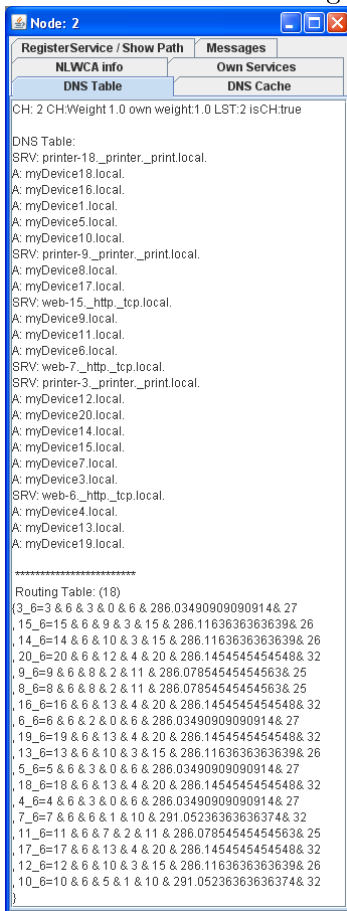 Node: 2
RegisterService / Show Path Messages
NLWCA info Own Services
DNS Table DNS Cache
CH: 2 CH:Weight 1.0 own weight:1.0 LST:2 isCH:true
DNS Table:
SRV: printer-18._printer._print.local.
A: myDevice18.local.
A: myDevice16.local.
A: myDevice1.local.
A: myDevice5.local.
A: myDevice10.local.
SRV: printer-9._printer._print.local.
A: myDevice8.local.
A: myDevice17.local.
SRV: web-15._http._tcp.local.
A: myDevice9.local.
A: myDevice11.local.
A: myDevice6.local.
SRV: web-7._http._tcp.local.
SRV: printer-3._printer._print.local.
A: myDevice12.local.
A: myDevice20.local.
A: myDevice14.local.
A: myDevice15.local.
A: myDevice7.local.
A: myDevice3.local.
SRV: web-6._http._tcp.local.
A: myDevice4.local.
A: myDevice13.local.
A: myDevice19.local.
***********************
Routing Table: (18)
{3_6=3 & 6 & 3 & 0 & 6 & 286.03490909090914& 27
, 15_6=15 & 6 & 9 & 3 & 15 & 286.1163636363639& 26
, 14_6=14 & 6 & 10 & 3 & 15 & 286.1163636363639& 26
, 20_6=20 & 6 & 12 & 4 & 20 & 286.1454545454548& 32
, 9_6=9 & 6 & 8 & 2 & 11 & 286.07854545454563& 25
, 8_6=8 & 6 & 8 & 2 & 11 & 286.07854545454563& 25
, 16_6=16 & 6 & 13 & 4 & 20 & 286.1454545454548& 32
, 6_6=6 & 6 & 2 & 0 & 6 & 286.03490909090914& 27
, 19_6=19 & 6 & 13 & 4 & 20 & 286.1454545454548& 32
, 13_6=13 & 6 & 10 & 3 & 15 & 286.1163636363639& 26
, 5_6=5 & 6 & 3 & 0 & 6 & 286.03490909090914& 27
, 18_6=18 & 6 & 13 & 4 & 20 & 286.1454545454548& 32
, 4_6=4 & 6 & 3 & 0 & 6 & 286.03490909090914& 27
, 7_6=7 & 6 & 6 & 1 & 10 & 291.05236363636374& 32
, 11_6=11 & 6 & 7 & 2 & 11 & 286.07854545454563& 25
, 17_6=17 & 6 & 13 & 4 & 20 & 286.1454545454548& 32
, 12_6=12 & 6 & 10 & 3 & 15 & 286.1163636363639& 26
, 10_6=10 & 6 & 5 & 1 & 10 & 291.05236363636374& 32
}